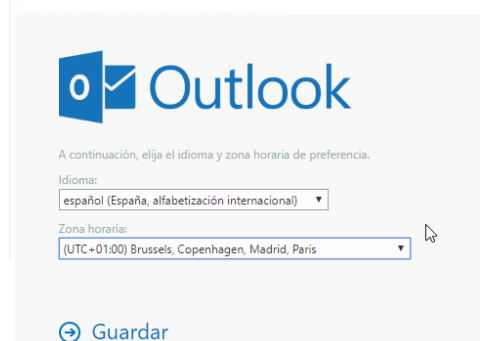 Outlook
A continuación, elija el idioma y zona horaria de preferencia.
Idioma:
español (España, alfabetización internacional)
Zona horaria:
(UTC+01:00) Brussels, Copenhagen, Madrid, Paris
Guardar